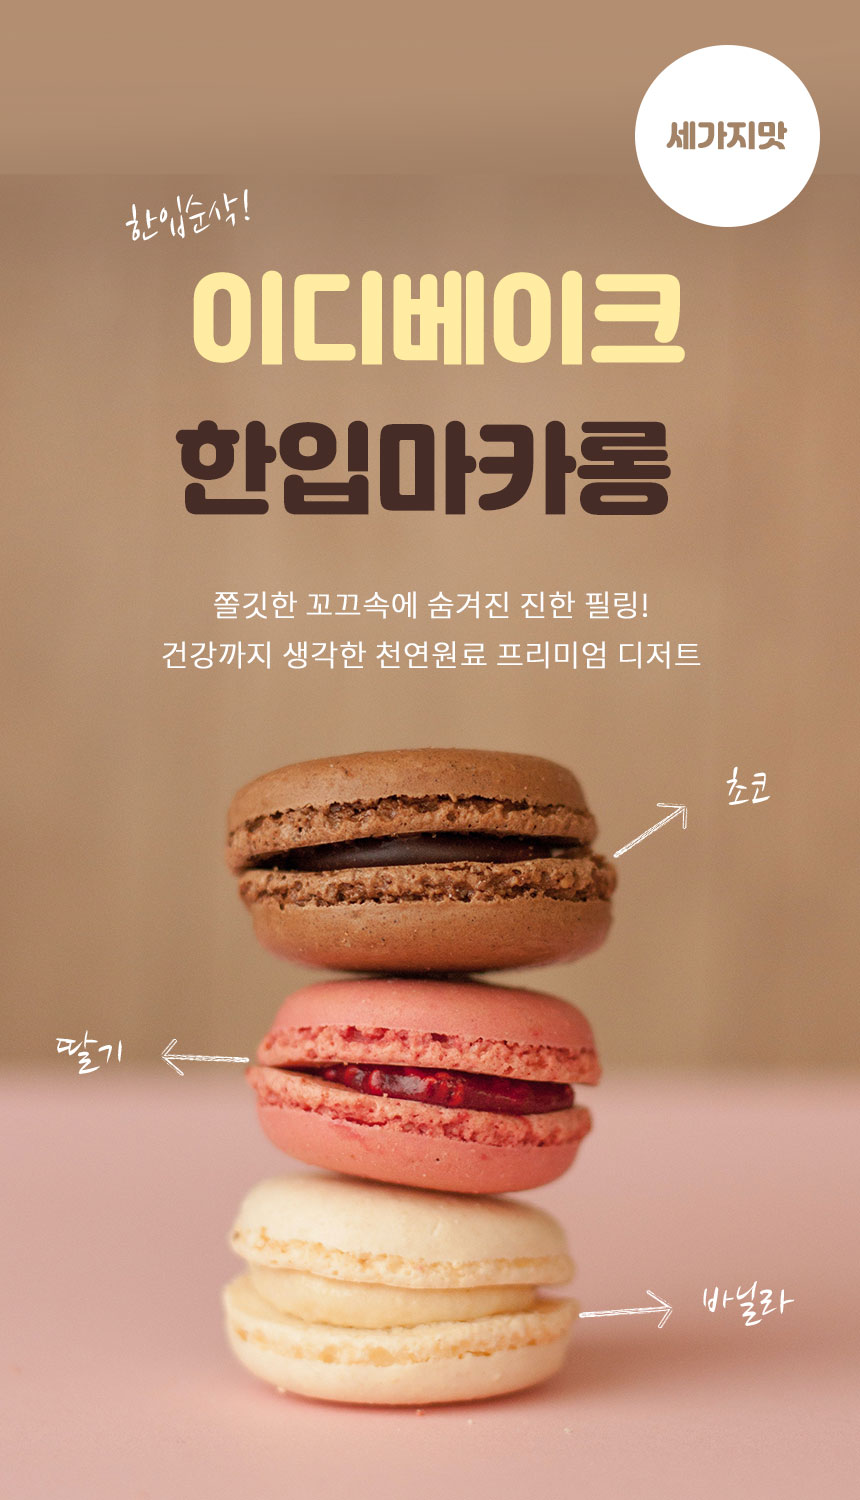 세가지맛
한입순삭!
이디베이크
한입마카롱
쫄깃한 꼬끄속에 숨겨진 진한 필링!
건강까지 생각한 천연원료 프리미엄 디저트
초코
딸기
바닐라